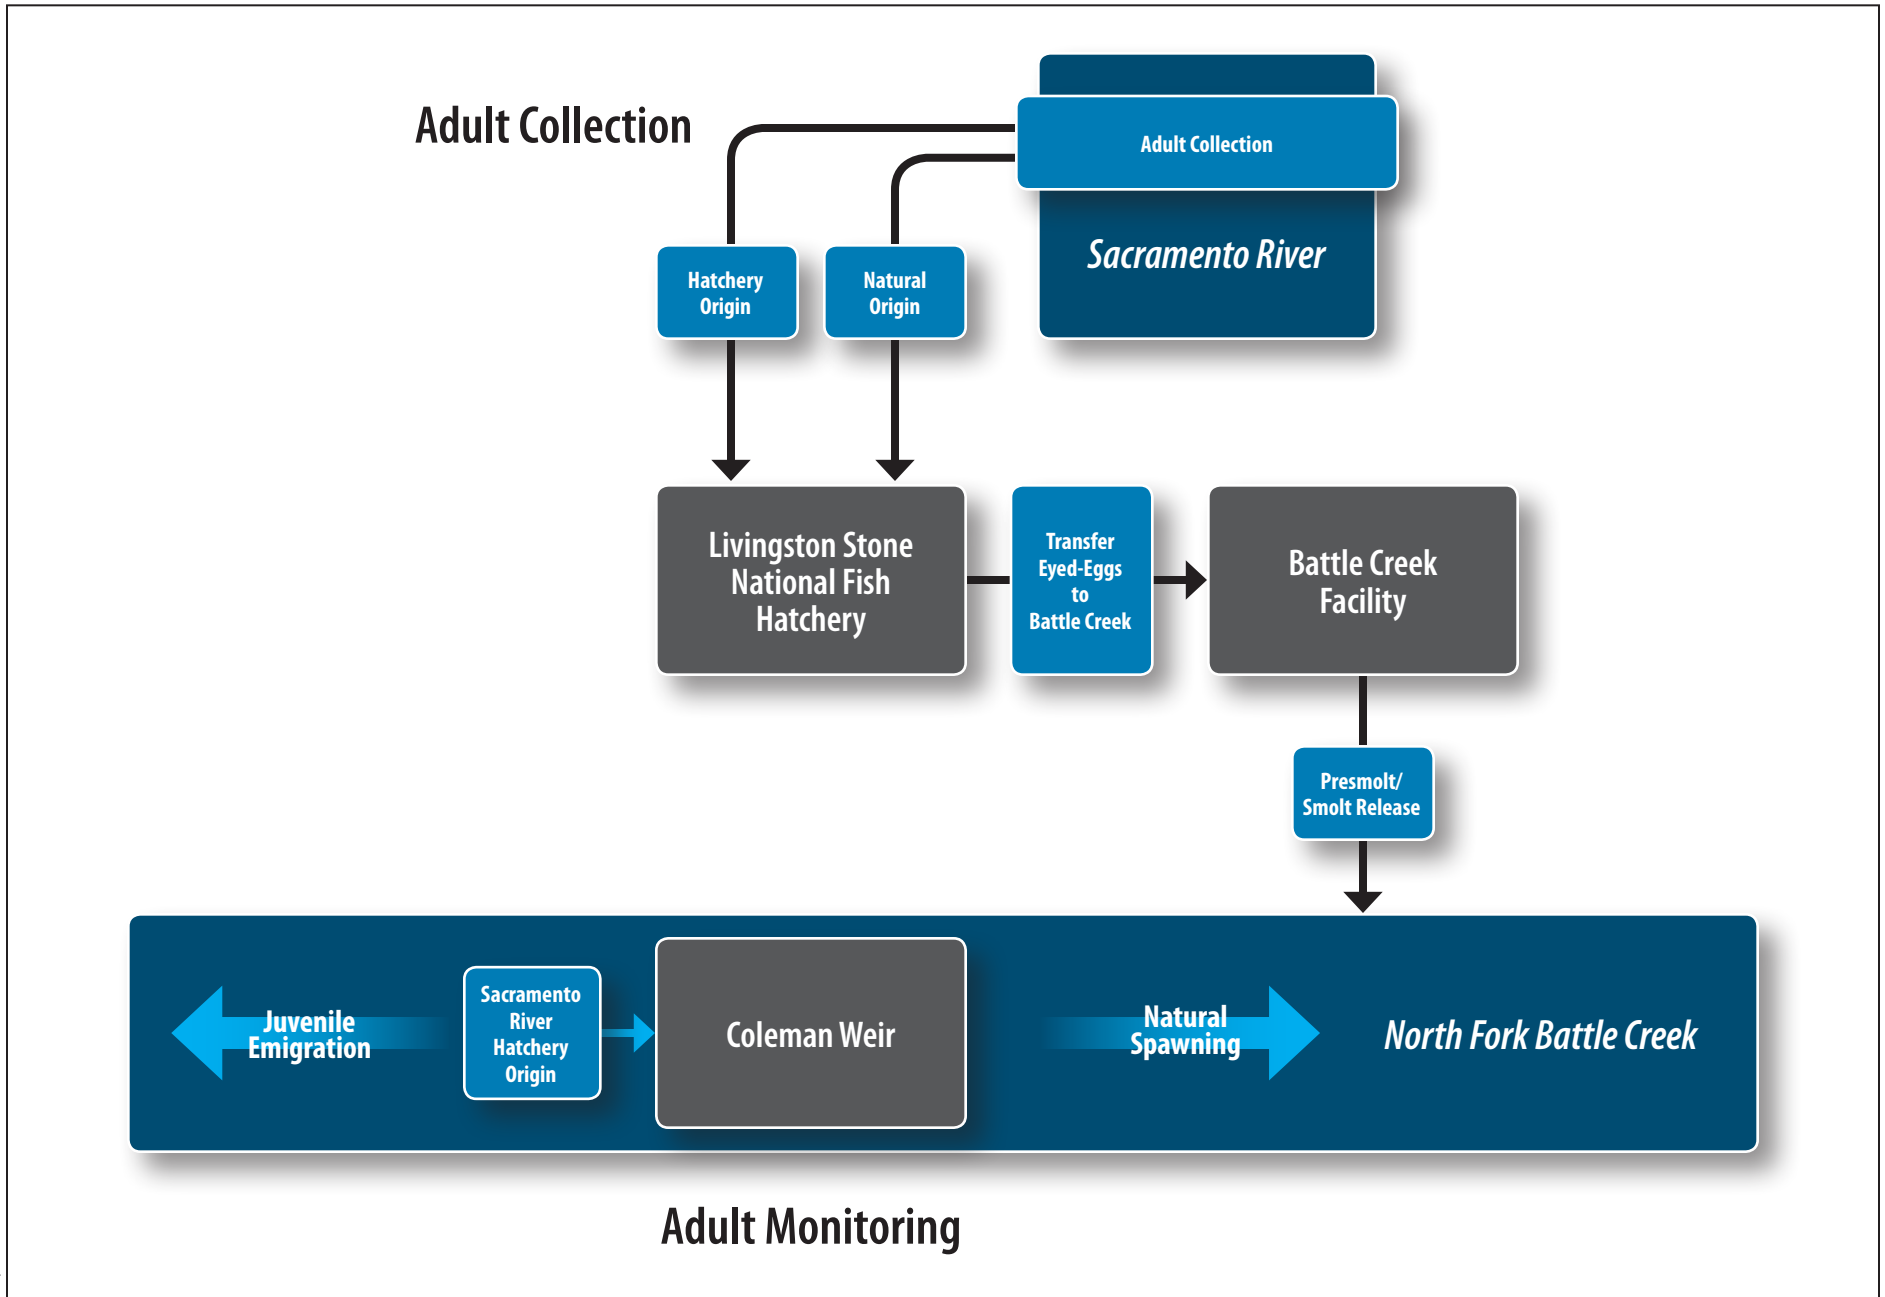 Adult Collection
Adult Collection
Sacramento River
Hatchery
Origin
Natural
Origin
Livingston Stone
National Fish
Hatchery
Transfer
Eyed-Eggs
to
Battle Creek
Battle Creek
Facility
Presmolt/
Smolt Release
Juvenile
Emigration
Sacramento
River
Hatchery
Origin
Coleman Weir
Natural
Spawning
North Fork Battle Creek
Adult Monitoring